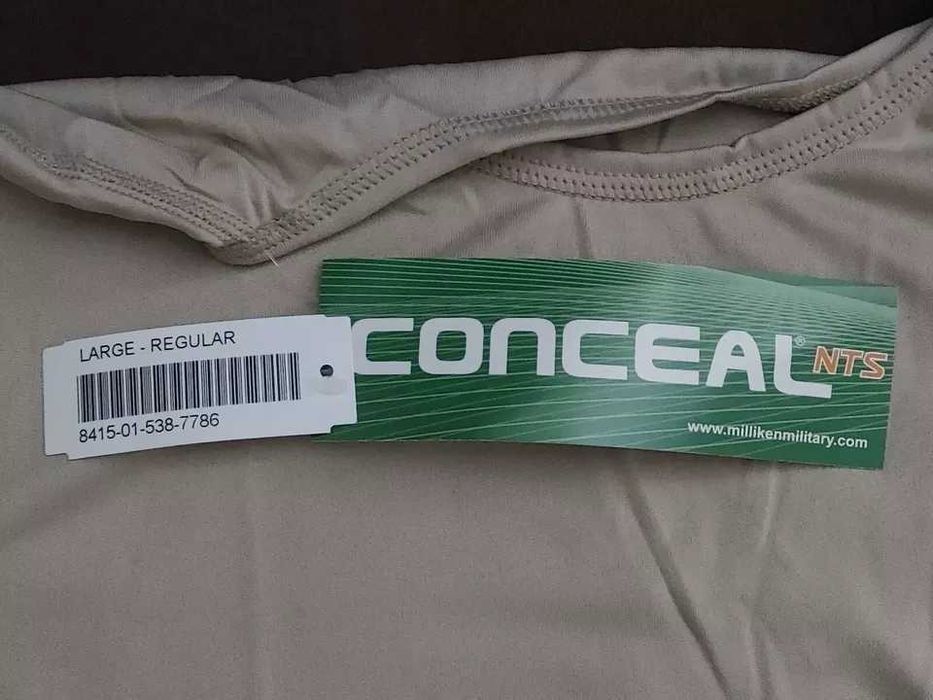 LARGE - REGULAR
8415-01-538-7786
CONCEAL® NTS
www.millikenmilitary.com